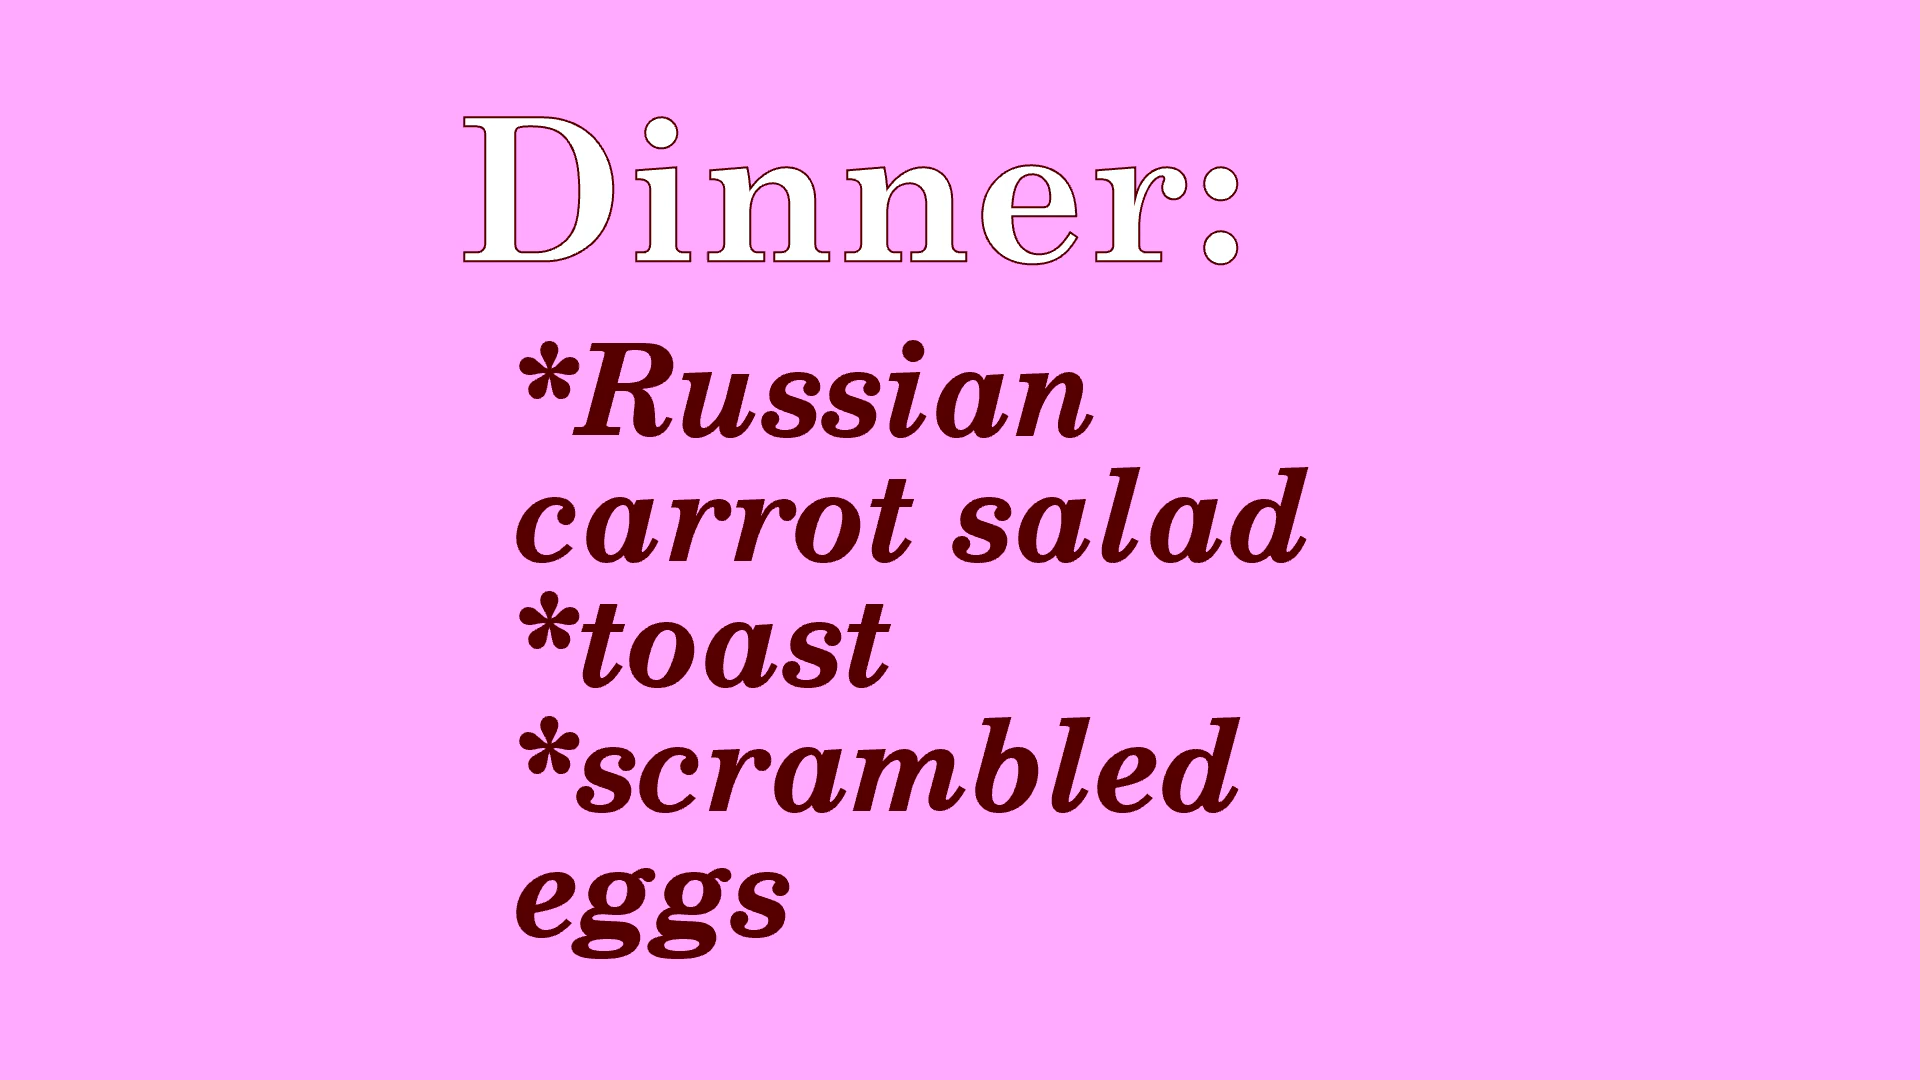 Dinner:
*Russian
carrot salad
*toast
*scrambled
eggs